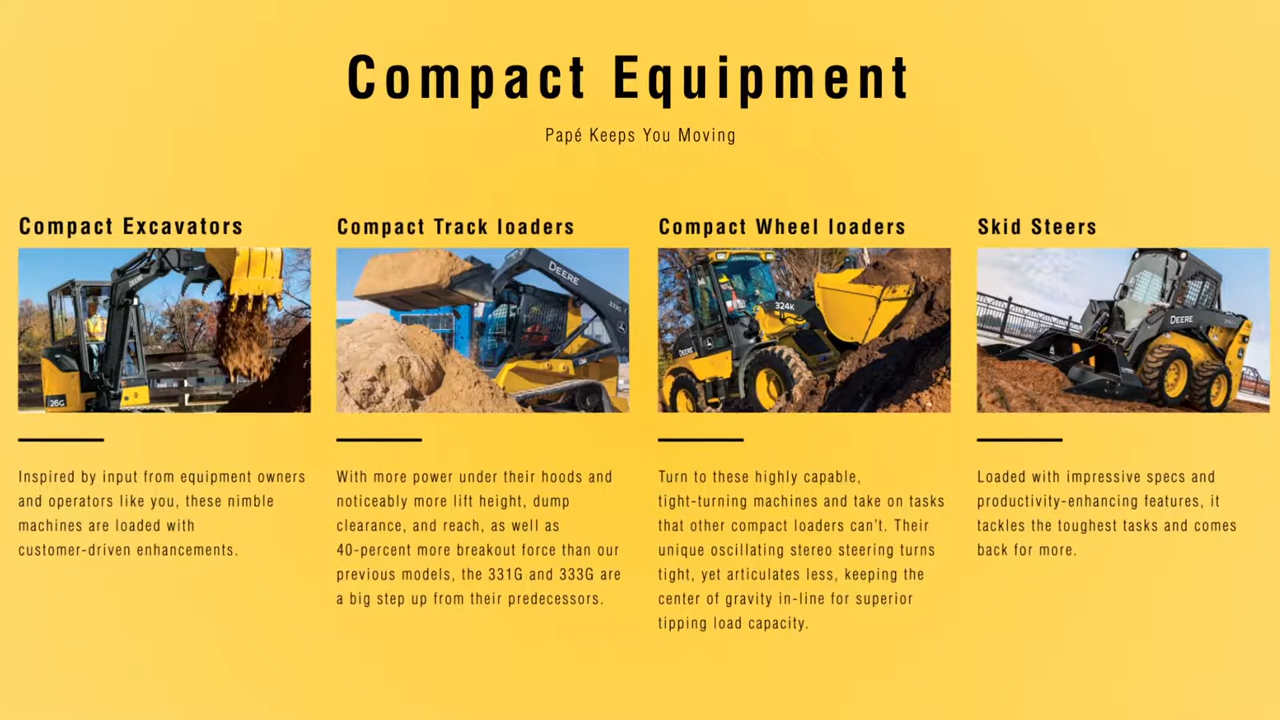 Compact Equipment
Papé Keeps You Moving
Compact Excavators
26G
Inspired by input from equipment owners
and operators like you, these nimble
machines are loaded with
customer-driven enhancements.
Compact Track loaders
DEERE
With more power under their hoods and
noticeably more lift height, dump
clearance, and reach, as well as
40-percent more breakout force than our
previous models, the 331G and 333G are
a big step up from their predecessors.
Compact Wheel loaders
324K
DEERE
Turn to these highly capable,
tight-turning machines and take on tasks
that other compact loaders can't. Their
unique oscillating stereo steering turns
tight, yet articulates less, keeping the
center of gravity in-line for superior
tipping load capacity.
Skid Steers
DEERE
Loaded with impressive specs and
productivity-enhancing features, it
tackles the toughest tasks and comes
back for more.